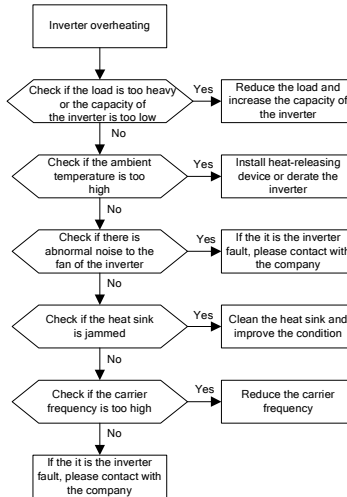 Inverter overheating
Check if the load is too heavy
or the capacity of
the inverter is too low
Yes
Reduce the load and
increase the capacity of
the inverter
No
Check if the ambient
temperature is too
high
Yes
Install heat-releasing
device or derate the
inverter
No
Check if there is
abnormal noise to the
fan of the inverter
Yes
If the it is the inverter
fault, please contact with
the company
No
Check if the heat sink
is jammed
Yes
Clean the heat sink and
improve the condition
No
Check if the carrier
frequency is too high
Yes
Reduce the carrier
frequency
No
If the it is the inverter
fault, please contact with
the company